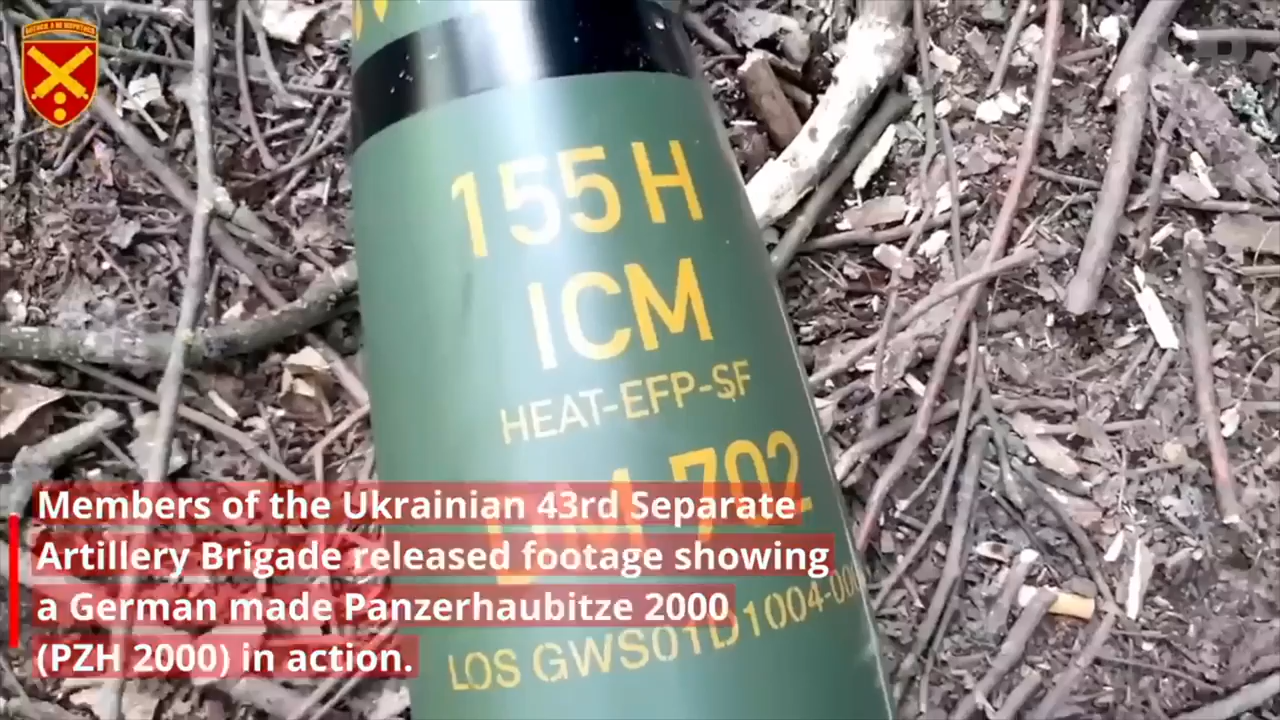 155 H
ICM
HEAT-EFP-SF
DM 702
LOS GWS01D1004-00
Members of the Ukrainian 43rd Separate
Artillery Brigade released footage showing
a German made Panzerhaubitze 2000
(PZH 2000) in action.